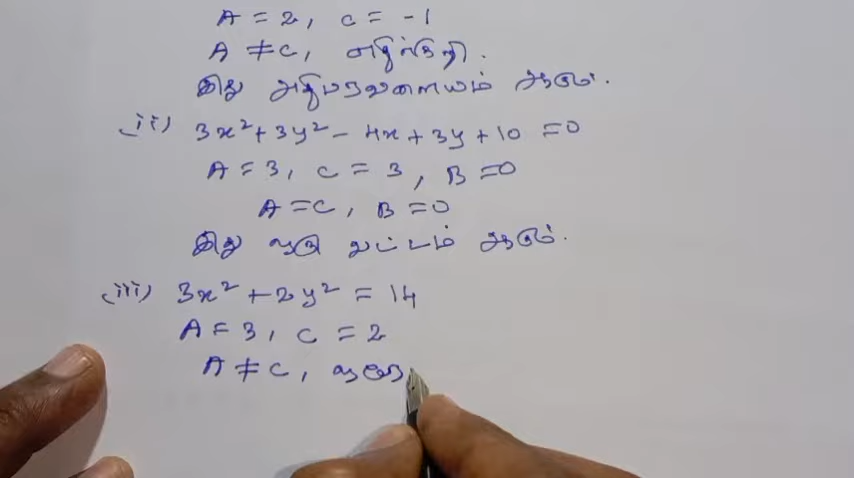 A = 2, C = -1
A ≠ C, எதிர்குறி.
இது அதிபரவளையம் ஆகும்.
(ii) 3x² + 3y² - 4x + 3y + 10 = 0
A = 3, C = 3, B = 0
A = C, B = 0
இது ஒரு வட்டம் ஆகும்.
(iii) 3x² + 2y² = 14
A = 3, C = 2
A ≠ C, ஒரே